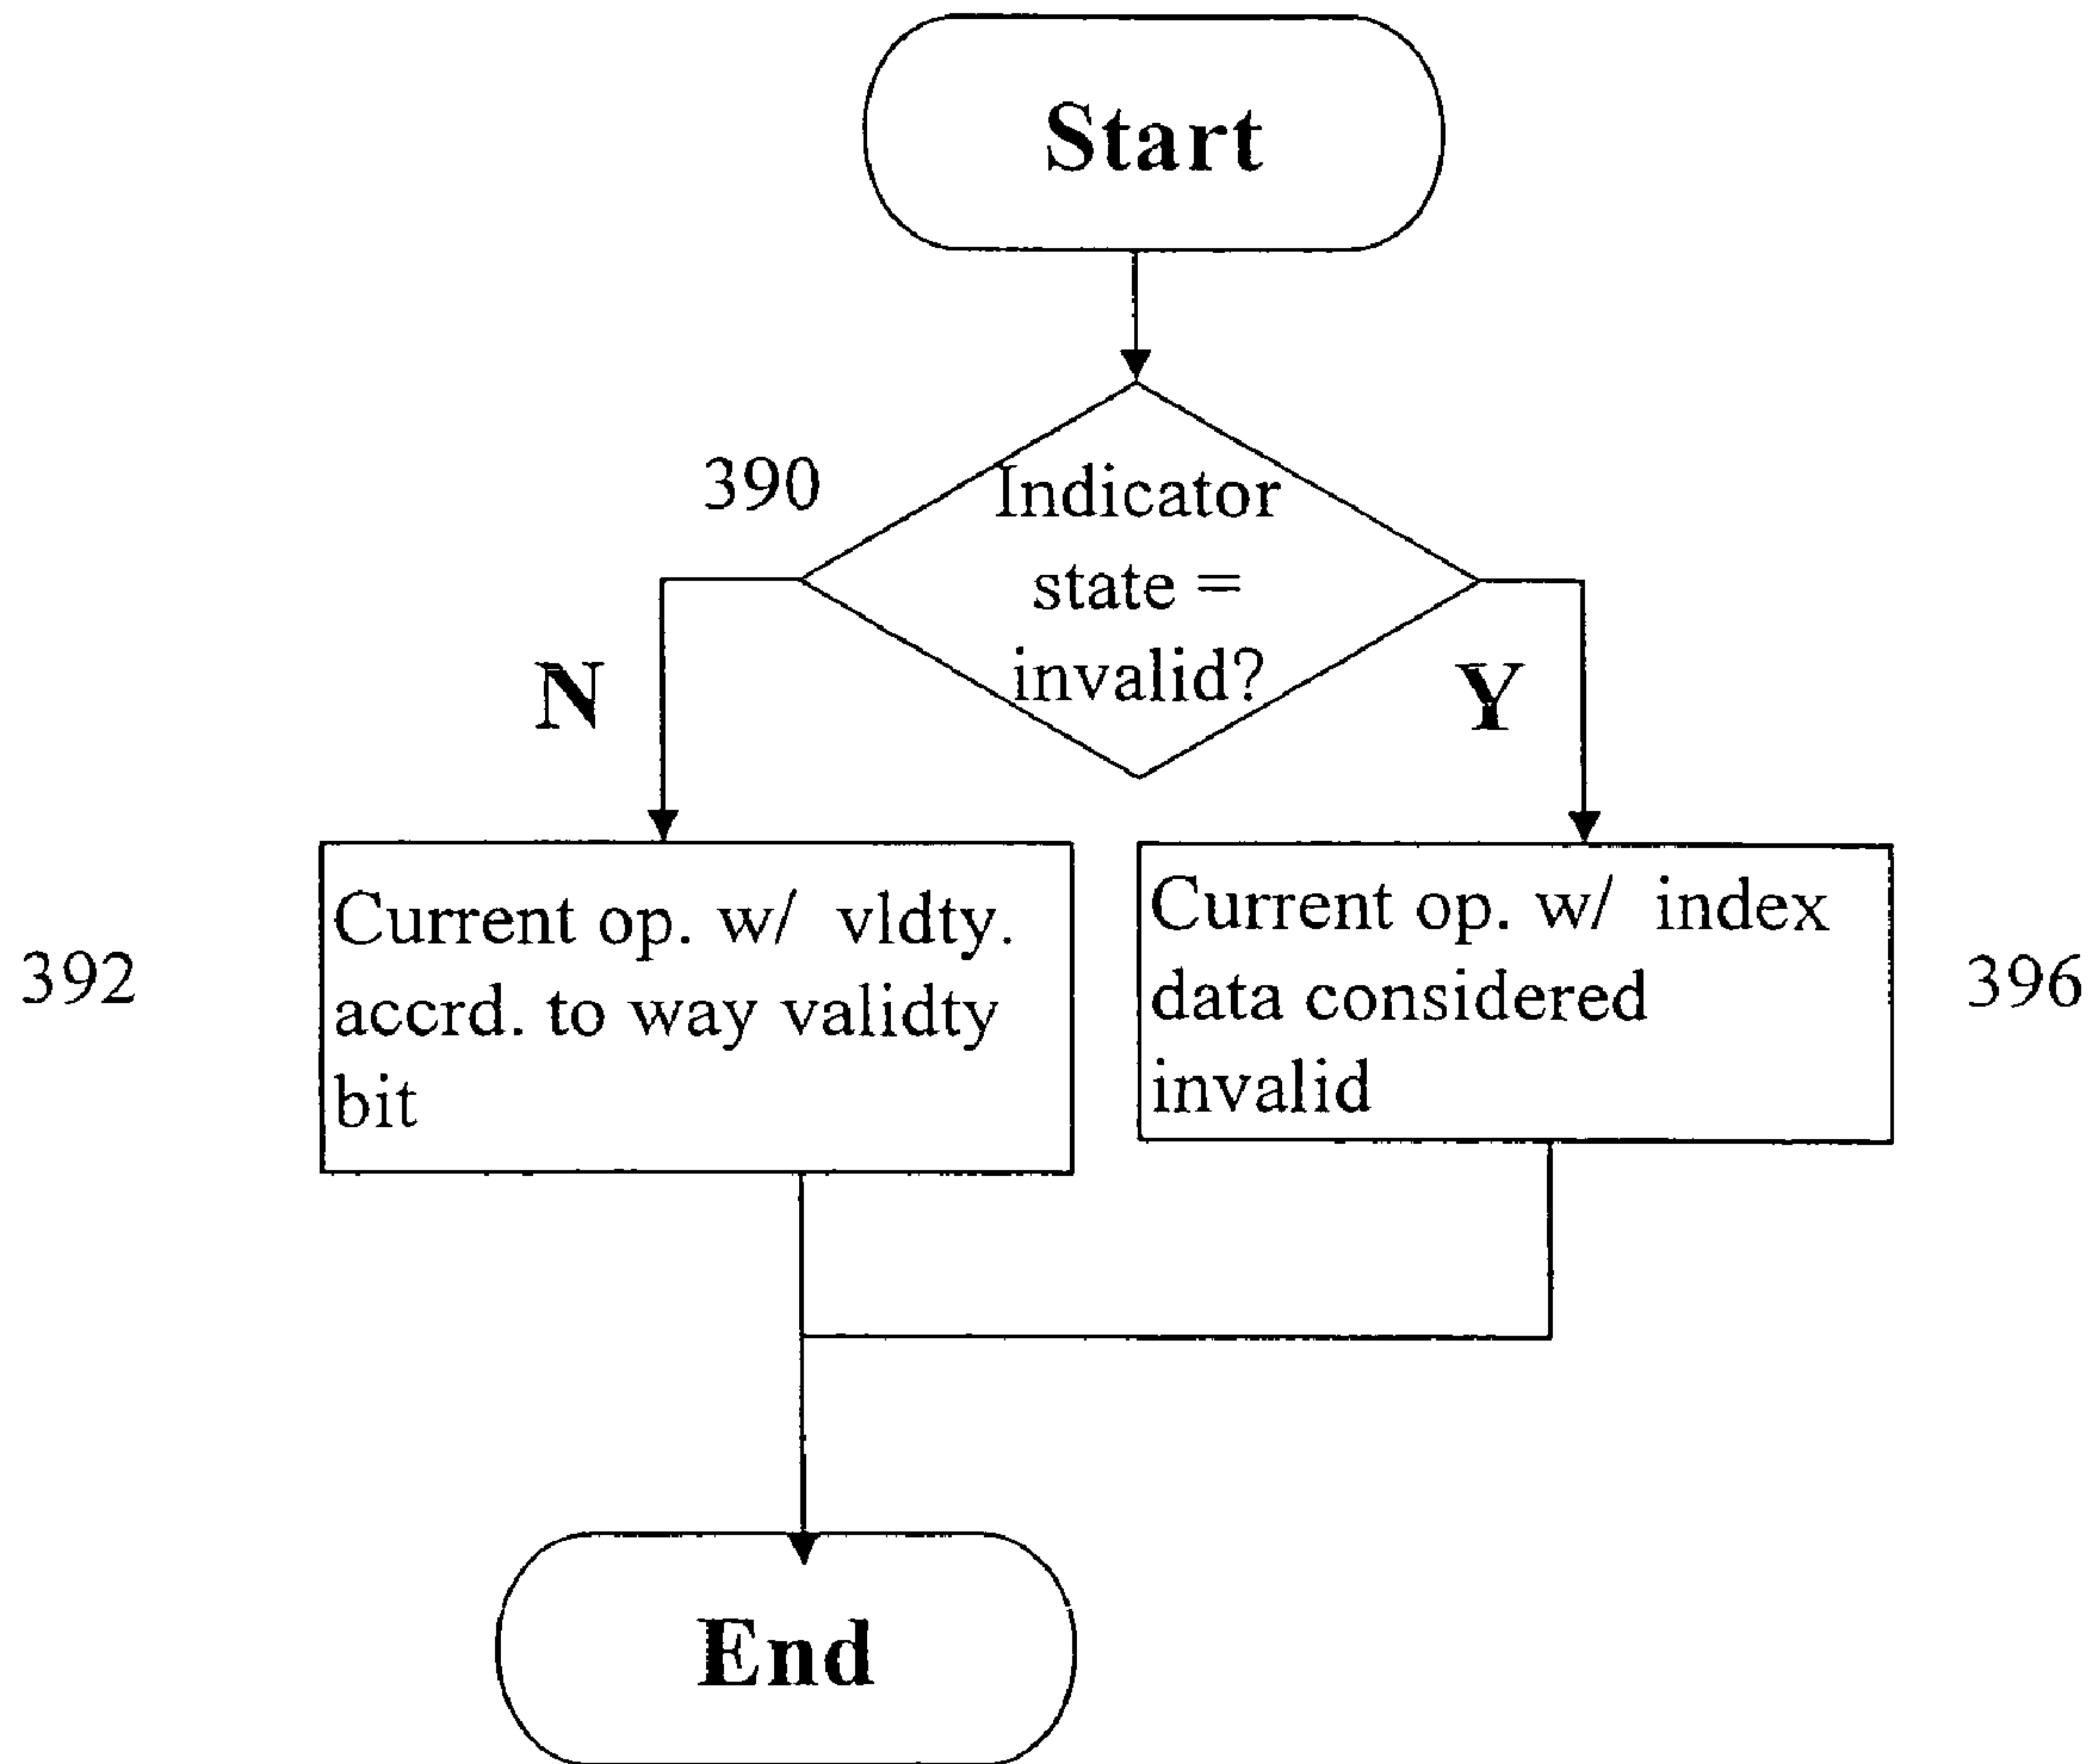 Start
390
Indicator
state =
invalid?
N
Y
392
Current op. w/ vldty.
accrd. to way validty
bit
Current op. w/ index
data considered
invalid
396
End